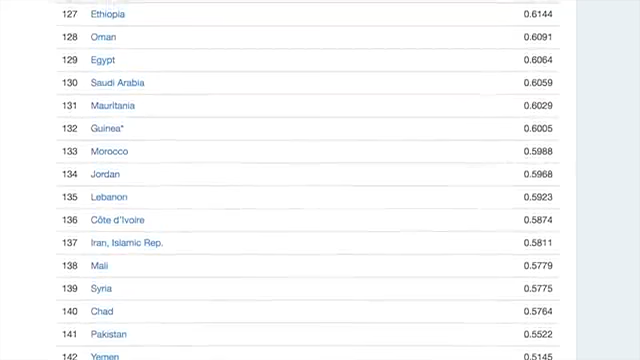 127 Ethiopia 0.6144
128 Oman 0.6091
129 Egypt 0.6064
130 Saudi Arabia 0.6059
131 Mauritania 0.6029
132 Guinea* 0.6005
133 Morocco 0.5988
134 Jordan 0.5968
135 Lebanon 0.5923
136 Côte d'Ivoire 0.5874
137 Iran, Islamic Rep. 0.5811
138 Mali 0.5779
139 Syria 0.5775
140 Chad 0.5764
141 Pakistan 0.5522
142 Yemen 0.5145